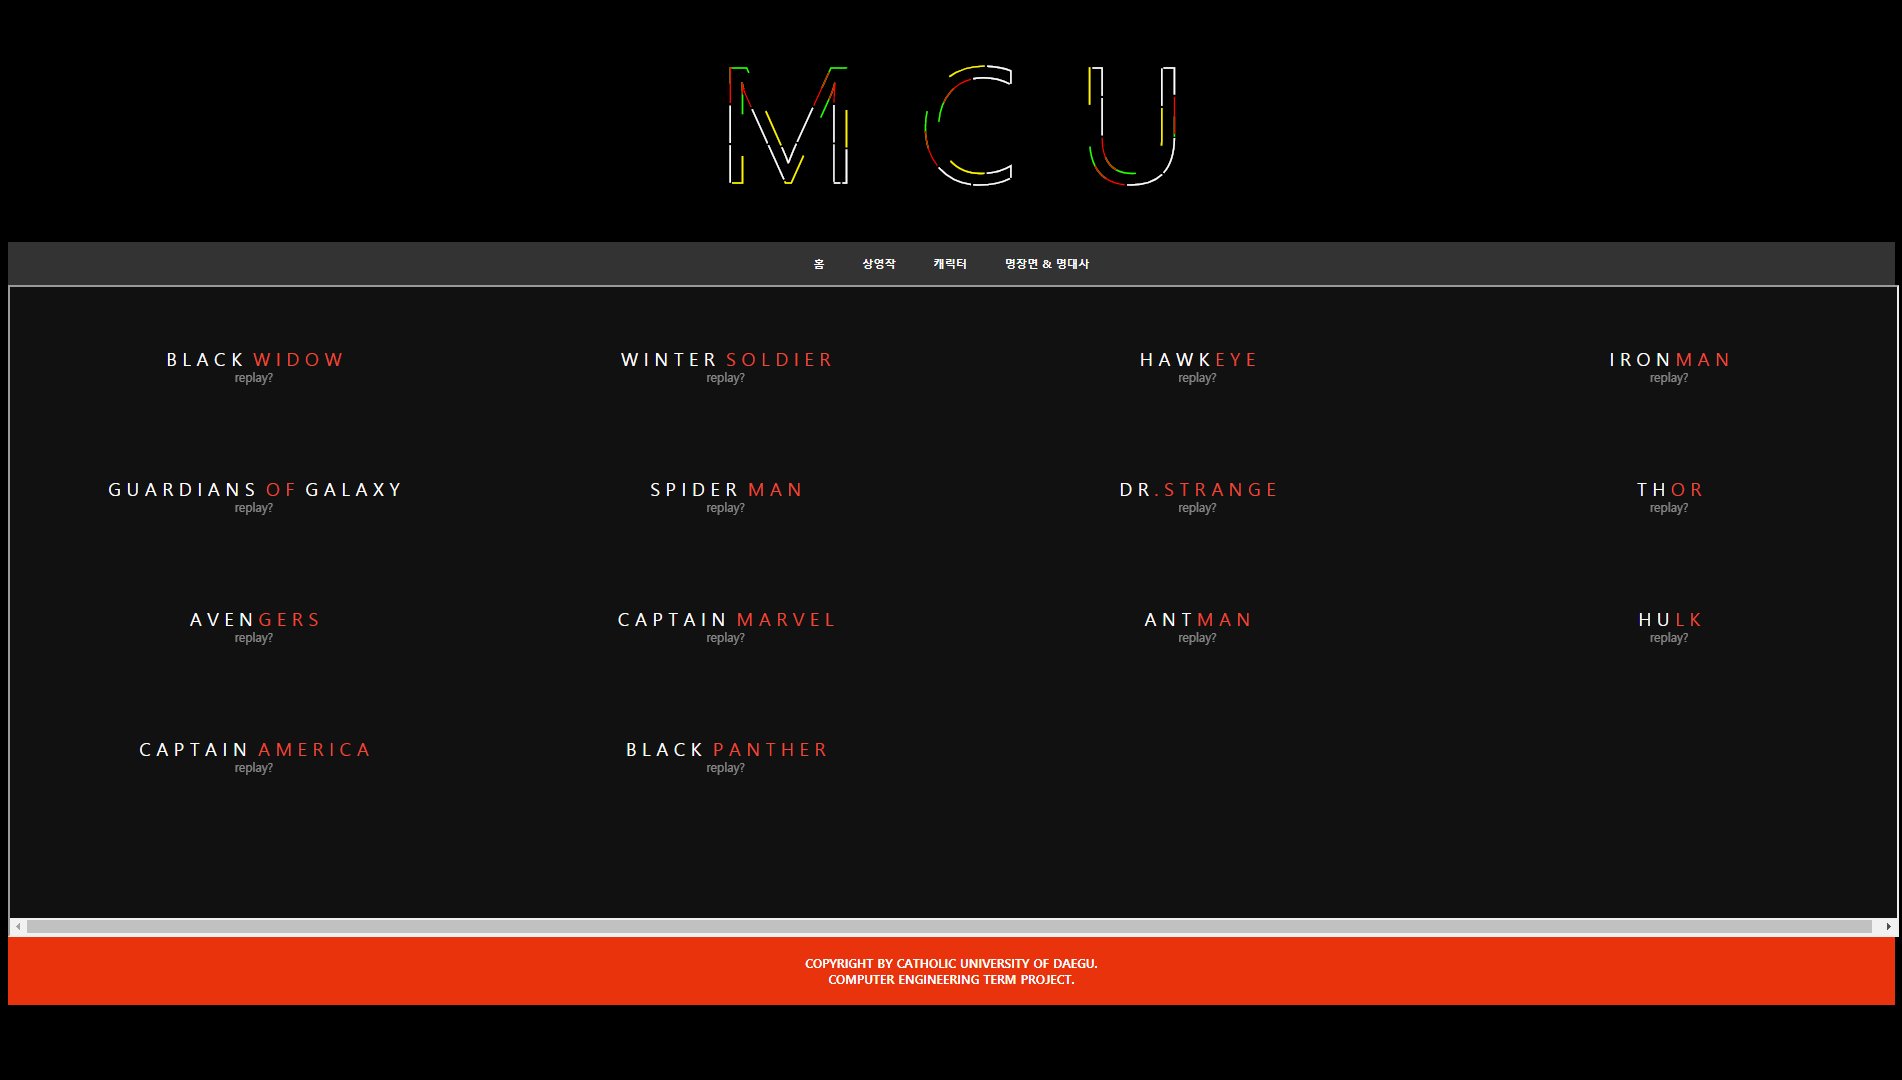 MCU
홈 상영작 캐릭터 명장면 & 명대사
BLACK WIDOW WINTER SOLDIER HAWKEYE IRONMAN
replay? replay? replay? replay?
GUARDIANS OF GALAXY SPIDER MAN DR.STRANGE THOR
replay? replay? replay? replay?
AVENGERS CAPTAIN MARVEL ANTMAN HULK
replay? replay? replay? replay?
CAPTAIN AMERICA BLACK PANTHER
replay? replay?
COPYRIGHT BY CATHOLIC UNIVERSITY OF DAEGU.
COMPUTER ENGINEERING TERM PROJECT.